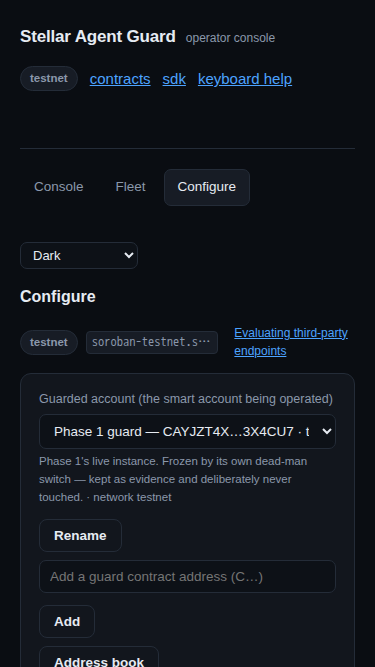 Stellar Agent Guard operator console
testnet contracts sdk keyboard help
Console Fleet Configure
Dark
Configure
testnet soroban-testnet.s··· Evaluating third-party
endpoints
Guarded account (the smart account being operated)
Phase 1 guard — CAYJZT4X…3X4CU7 · t
Phase 1's live instance. Frozen by its own dead-man
switch — kept as evidence and deliberately never
touched. · network testnet
Rename
Add a guard contract address (C…)
Add
Address book